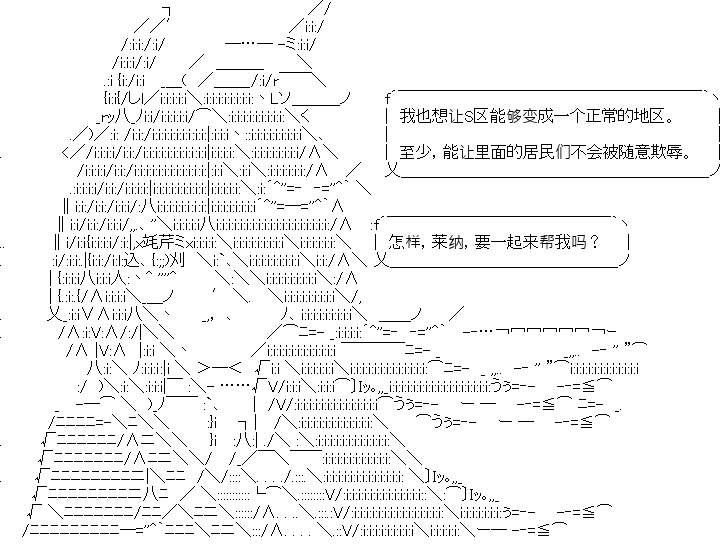 我也想让S区能够变成一个正常的地区。
至少，能让里面的居民们不会被随意欺辱。
怎样，莱纳，要一起来帮我吗？